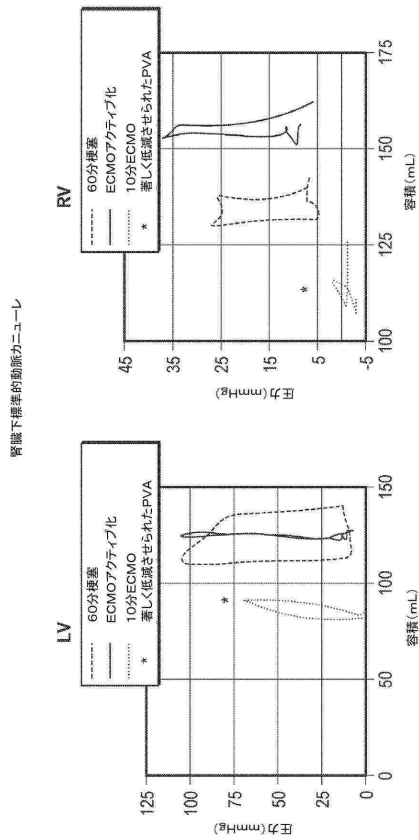 腎臓下標準的動脈カニューレ
LV
60分梗塞
ECMOアクティブ化
10分ECMO
* 著しく低減させられたPVA
125
100
75
50
25
0
圧力(mmHg)
*
0
50
100
150
容積(mL)
RV
60分梗塞
ECMOアクティブ化
10分ECMO
* 著しく低減させられたPVA
45
35
25
15
5
-5
圧力(mmHg)
*
100
125
150
175
容積(mL)